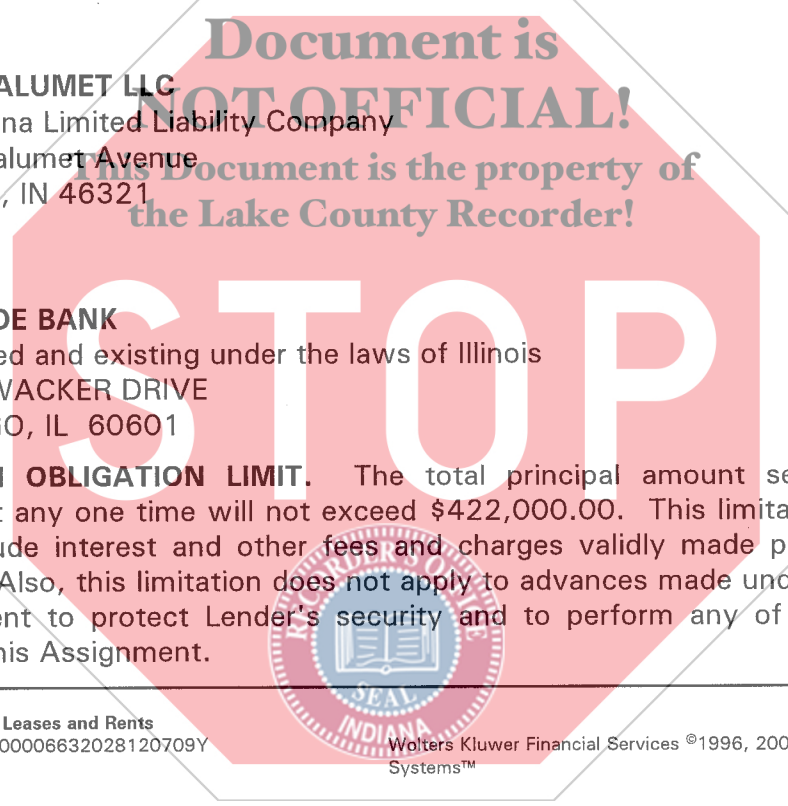 Document is
NOT OFFICIAL!
This Document is the property of
the Lake County Recorder!
ALUMET LLC
na Limited Liability Company
alumet Avenue
, IN 46321
STOP
DE BANK
ed and existing under the laws of Illinois
WACKER DRIVE
GO, IL 60601
OBLIGATION LIMIT. The total principal amount se
t any one time will not exceed $422,000.00. This limita
ude interest and other fees and charges validly made p
Also, this limitation does not apply to advances made und
ent to protect Lender's security and to perform any of
his Assignment.
RECORDER'S OFFICE
SEAL
INDIANA
Leases and Rents
00006632028120709Y
Wolters Kluwer Financial Services ©1996, 200
Systems™